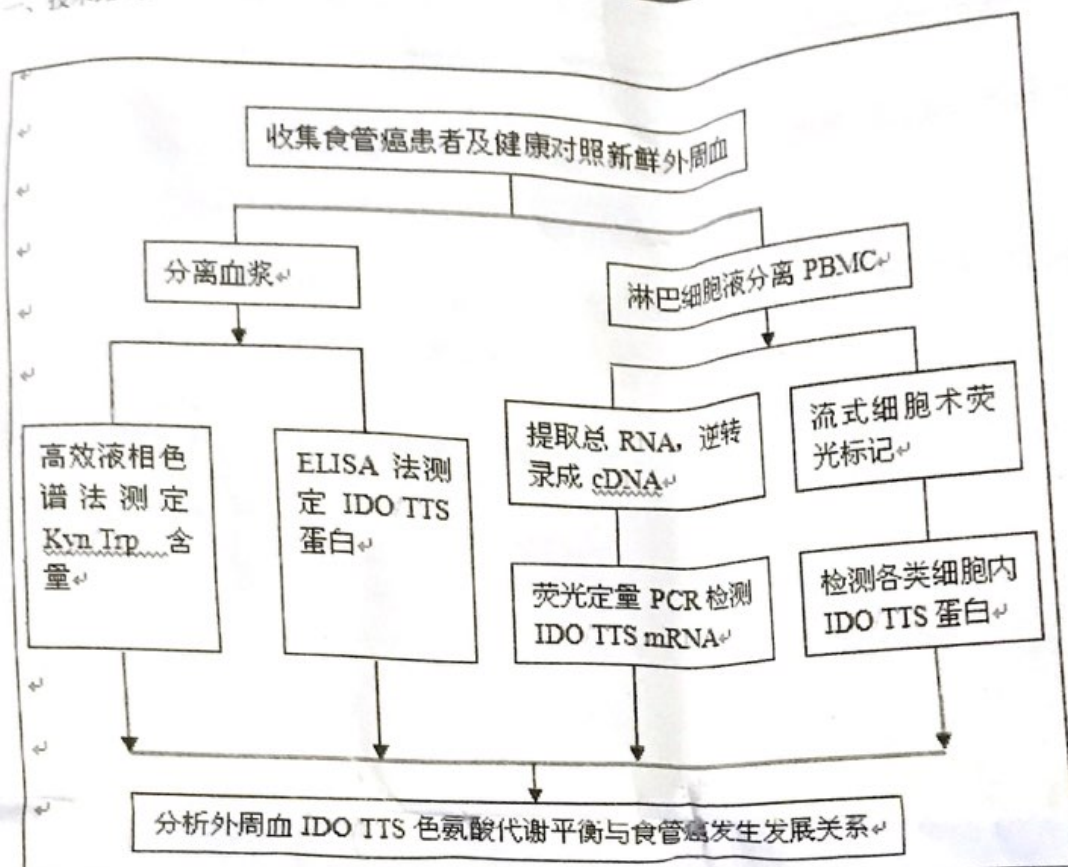 一、技术
收集食管癌患者及健康对照新鲜外周血
分离血浆
淋巴细胞液分离 PBMC
高效液相色
谱法测定
Kyn Trp 含
量
ELISA 法测
定 IDO TTS
蛋白
提取总 RNA，逆转
录成 cDNA
流式细胞术荧
光标记
荧光定量 PCR 检测
IDO TTS mRNA
检测各类细胞内
IDO TTS 蛋白
分析外周血 IDO TTS 色氨酸代谢平衡与食管癌发生发展关系